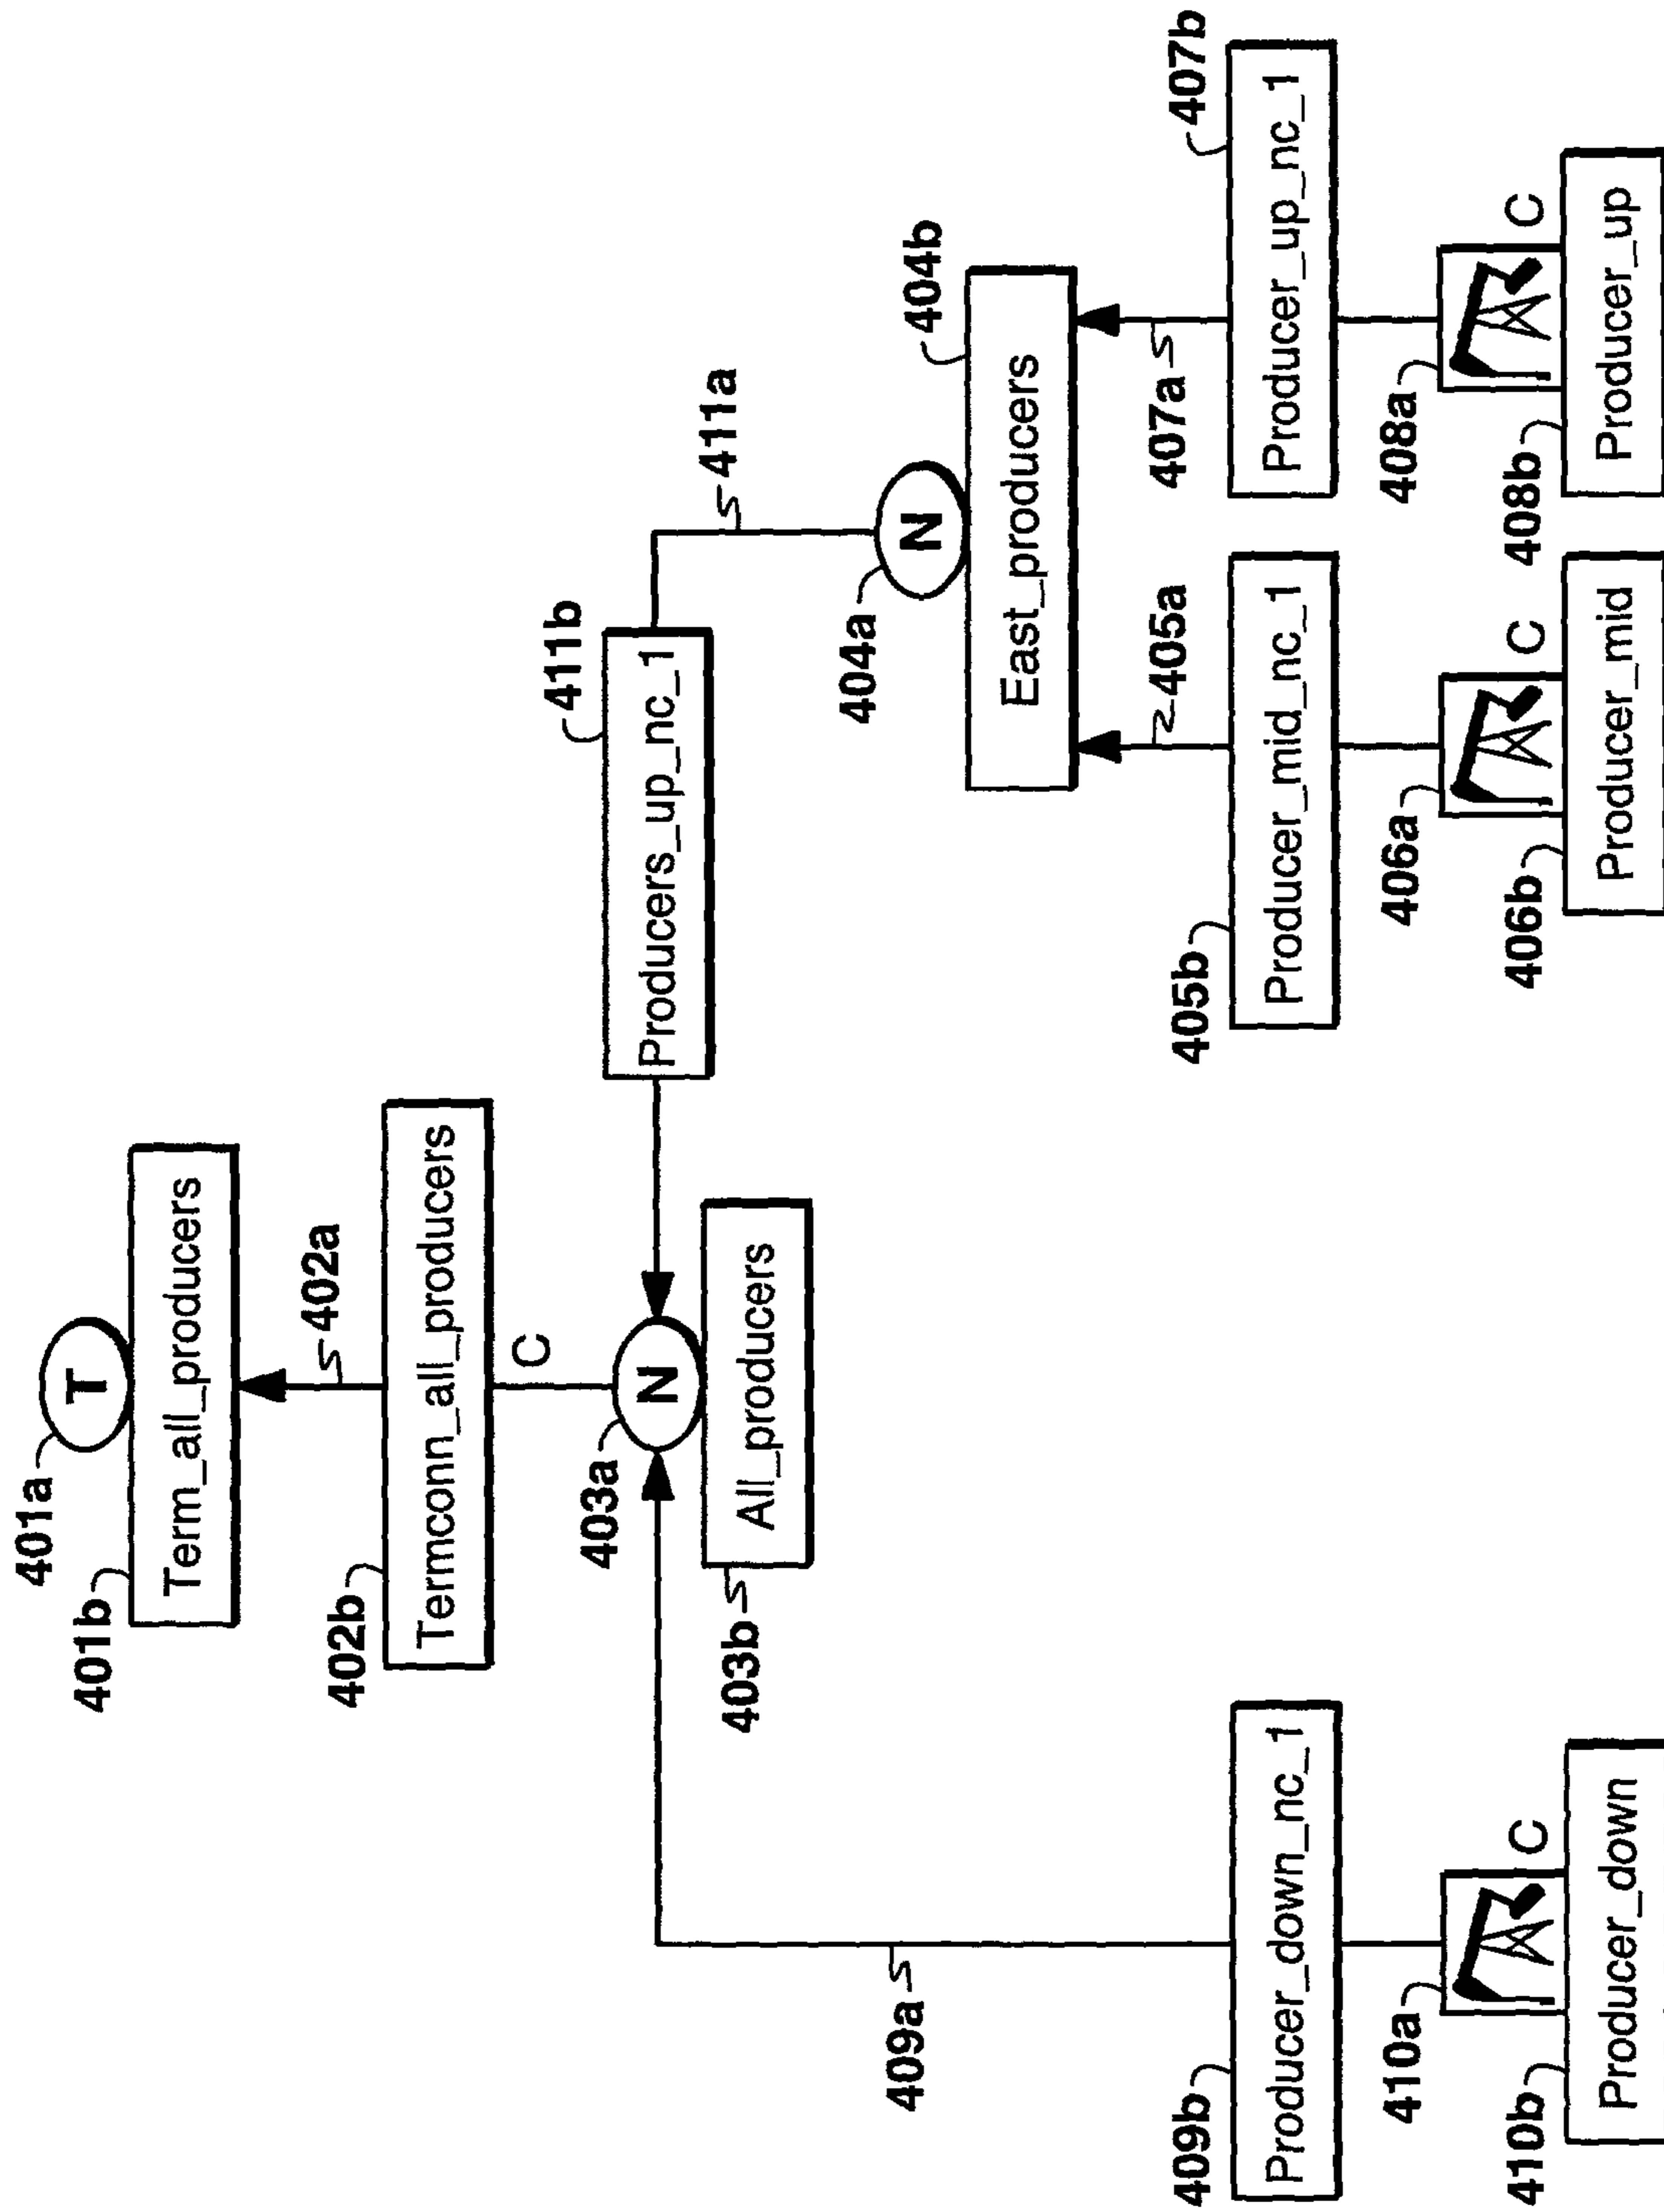 401a
T
401b
Term_all_producers
402a
402b
Termconn_all_producers
C
403a
N
403b
All_producers
411b
Producers_up_nc_1
411a
404a
N
404b
East_producers
409a
405a
407a
409b
Producer_down_nc_1
405b
Producer_mid_nc_1
407b
Producer_up_nc_1
410a
C
410b
Producer_down
406a
C
406b
Producer_mid
408a
C
408b
Producer_up